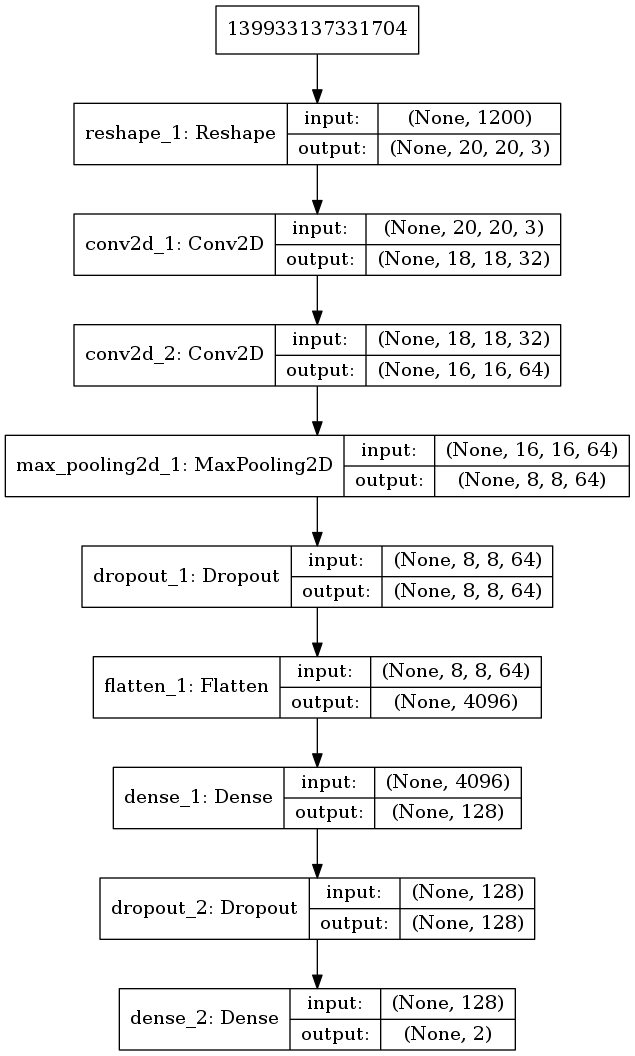 139933137331704
reshape_1: Reshape
input:
(None, 1200)
output:
(None, 20, 20, 3)
conv2d_1: Conv2D
input:
(None, 20, 20, 3)
output:
(None, 18, 18, 32)
conv2d_2: Conv2D
input:
(None, 18, 18, 32)
output:
(None, 16, 16, 64)
max_pooling2d_1: MaxPooling2D
input:
(None, 16, 16, 64)
output:
(None, 8, 8, 64)
dropout_1: Dropout
input:
(None, 8, 8, 64)
output:
(None, 8, 8, 64)
flatten_1: Flatten
input:
(None, 8, 8, 64)
output:
(None, 4096)
dense_1: Dense
input:
(None, 4096)
output:
(None, 128)
dropout_2: Dropout
input:
(None, 128)
output:
(None, 128)
dense_2: Dense
input:
(None, 128)
output:
(None, 2)